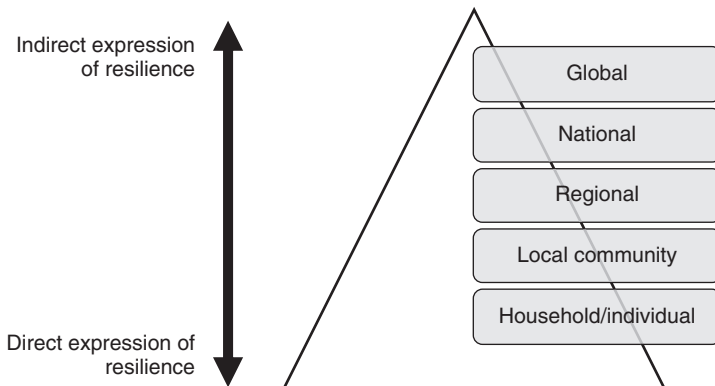 Indirect expression
of resilience
Global
National
Regional
Local community
Household/individual
Direct expression of
resilience